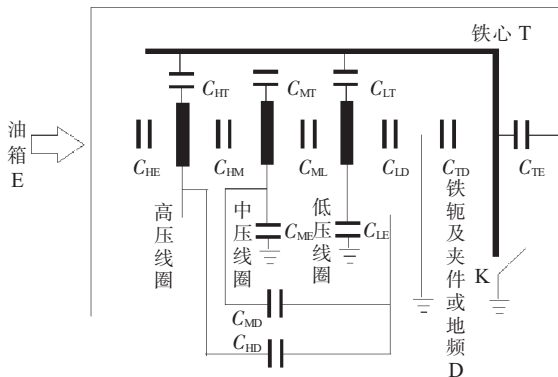 铁心 T
C_HT
C_MT
C_LT
油箱 E
C_HE
C_HM
C_ML
C_LD
C_TD
C_TE
高压线圈
中压线圈
C_ME
低压线圈
C_LE
铁轭及夹件或地频 D
K
C_MD
C_HD